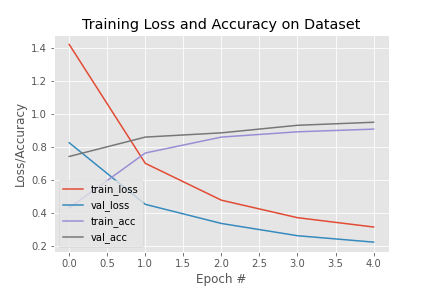 Training Loss and Accuracy on Dataset
1.4
1.2
1.0
0.8
0.6
0.4
0.2
Loss/Accuracy
train_loss
val_loss
train_acc
val_acc
0.0 0.5 1.0 1.5 2.0 2.5 3.0 3.5 4.0
Epoch #